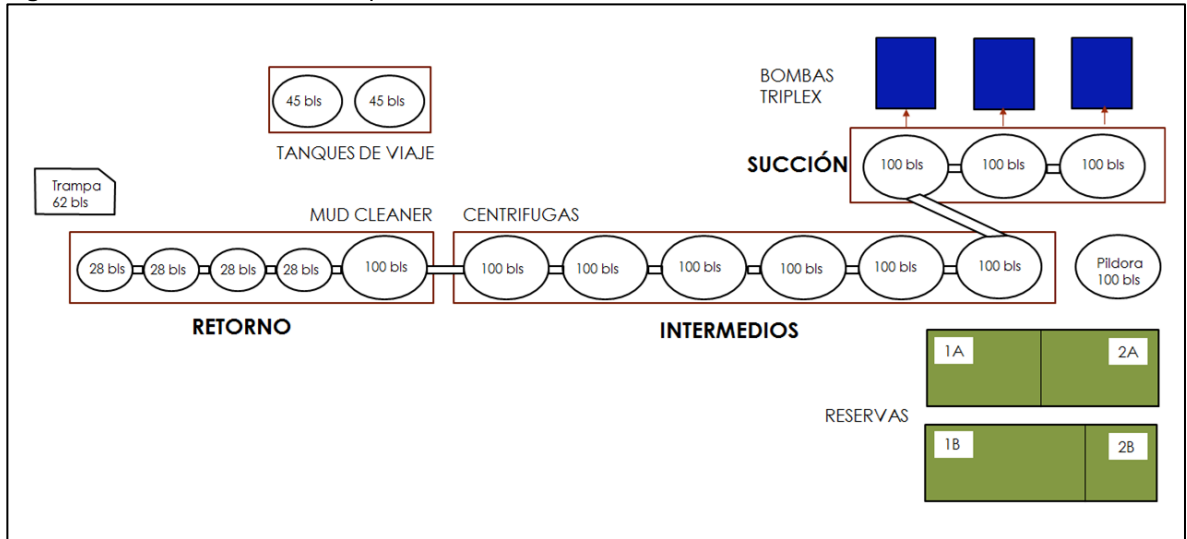 BOMBAS
TRIPLEX
45 bls
45 bls
TANQUES DE VIAJE
SUCCIÓN
100 bls
100 bls
100 bls
Trampa
62 bls
MUD CLEANER
CENTRIFUGAS
28 bls
28 bls
28 bls
28 bls
100 bls
100 bls
100 bls
100 bls
100 bls
100 bls
100 bls
Píldora
100 bls
RETORNO
INTERMEDIOS
1A
2A
RESERVAS
1B
2B